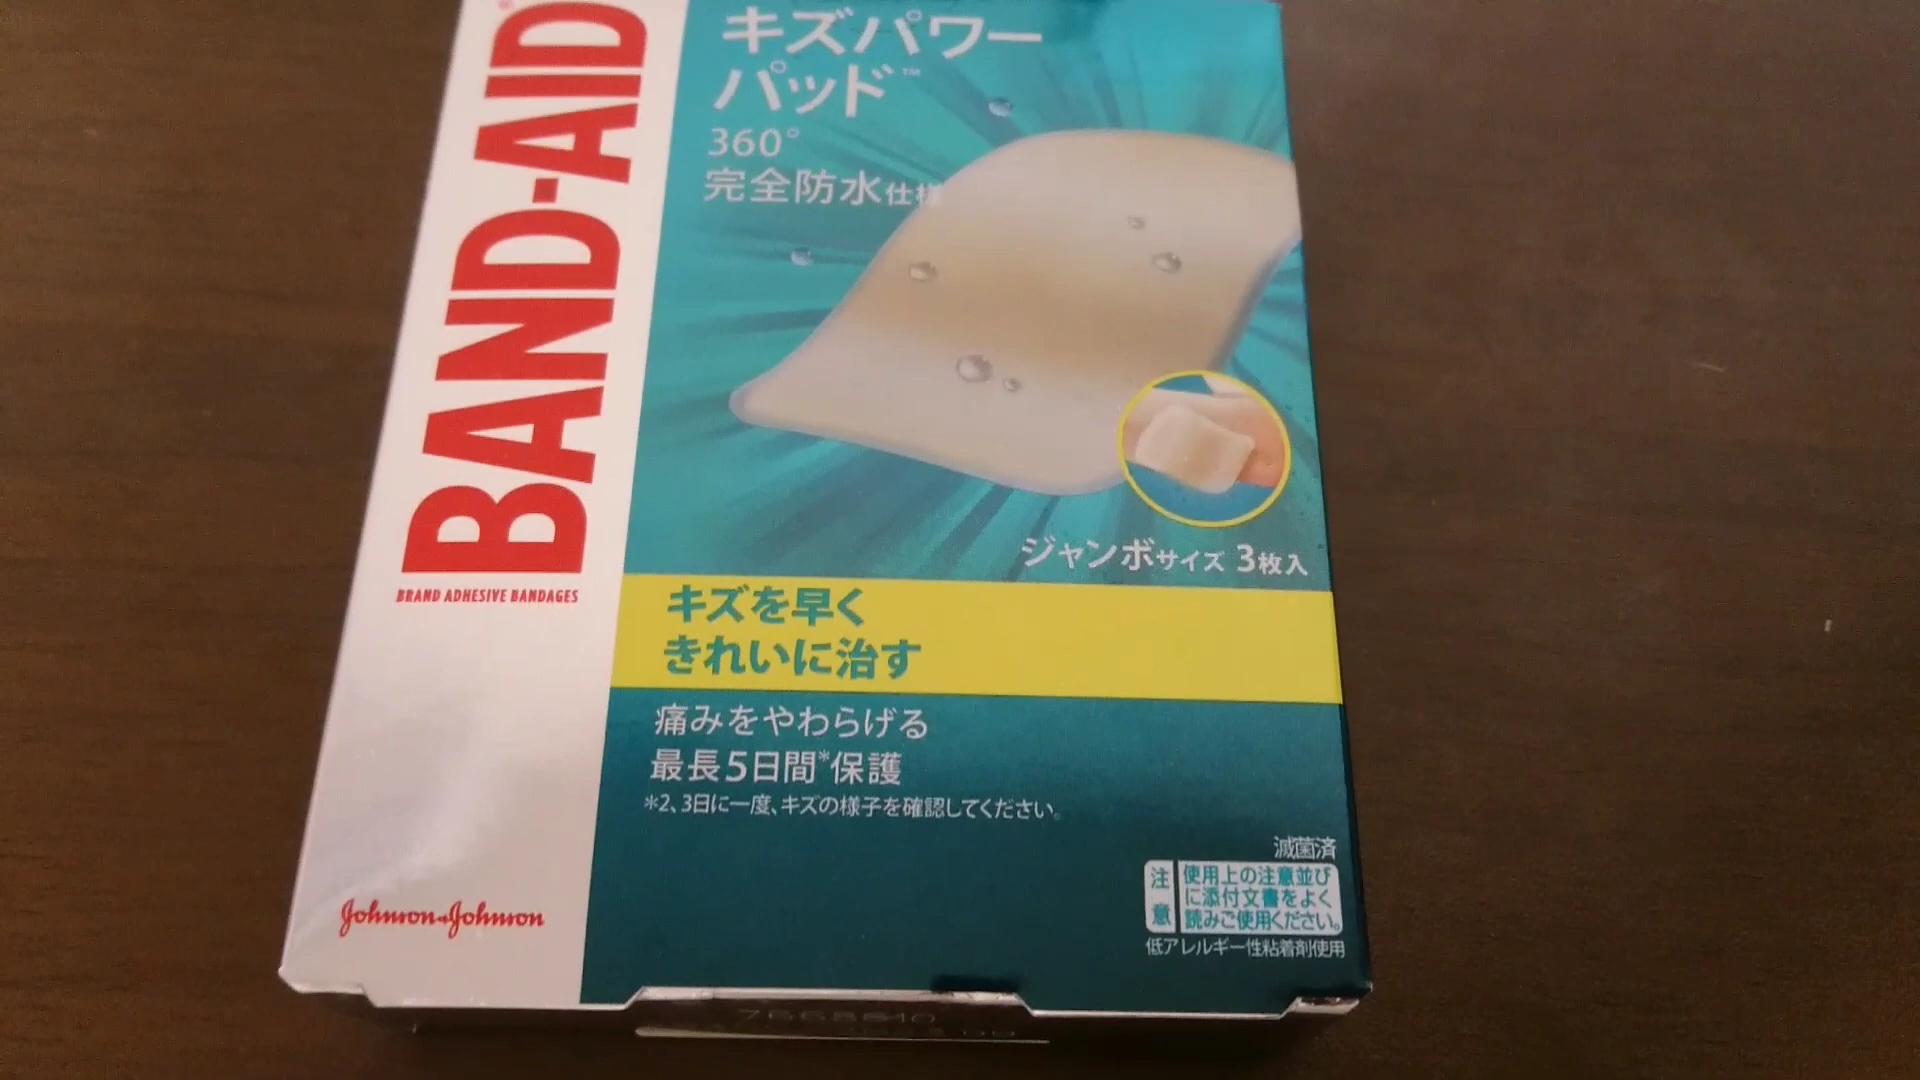 BAND-AID
BRAND ADHESIVE BANDAGES
Johnson&Johnson
キズパワー
パッド™
360°
完全防水仕様
ジャンボサイズ 3枚入
キズを早く
きれいに治す
痛みをやわらげる
最長5日間*保護
*2、3日に一度、キズの様子を確認してください。
滅菌済
注意
使用上の注意並び
に添付文書をよく
読みご使用ください。
低アレルギー性粘着剤使用